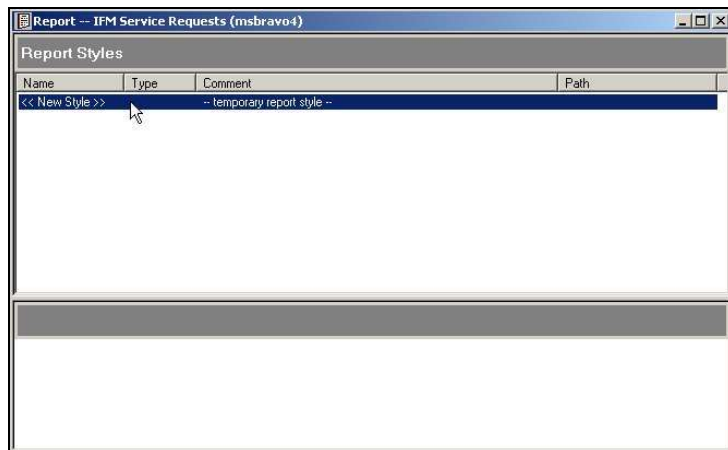 Report -- IFM Service Requests (msbravo4)
Report Styles
Name Type Comment Path
<< New Style >> -- temporary report style --